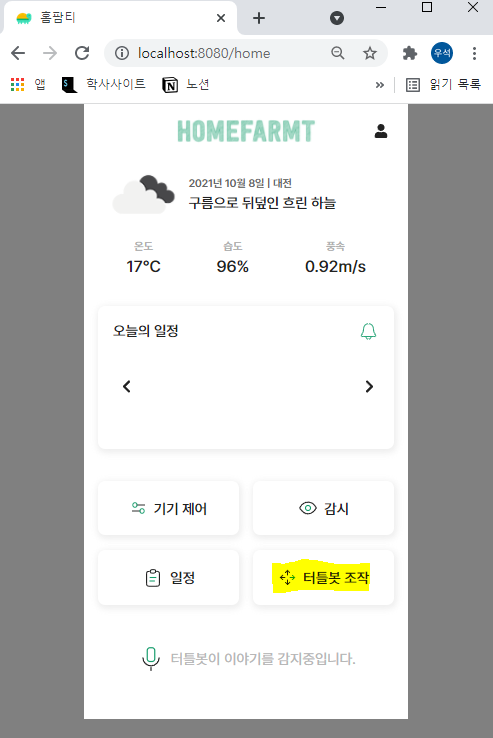 홈팜티
localhost:8080/home
우석
앱 학사사이트 노션 » 읽기 목록
HOMEFARMT
2021년 10월 8일 | 대전
구름으로 뒤덮인 흐린 하늘
온도 습도 풍속
17°C 96% 0.92m/s
오늘의 일정
기기 제어 감시
일정 터틀봇 조작
터틀봇이 이야기를 감지중입니다.